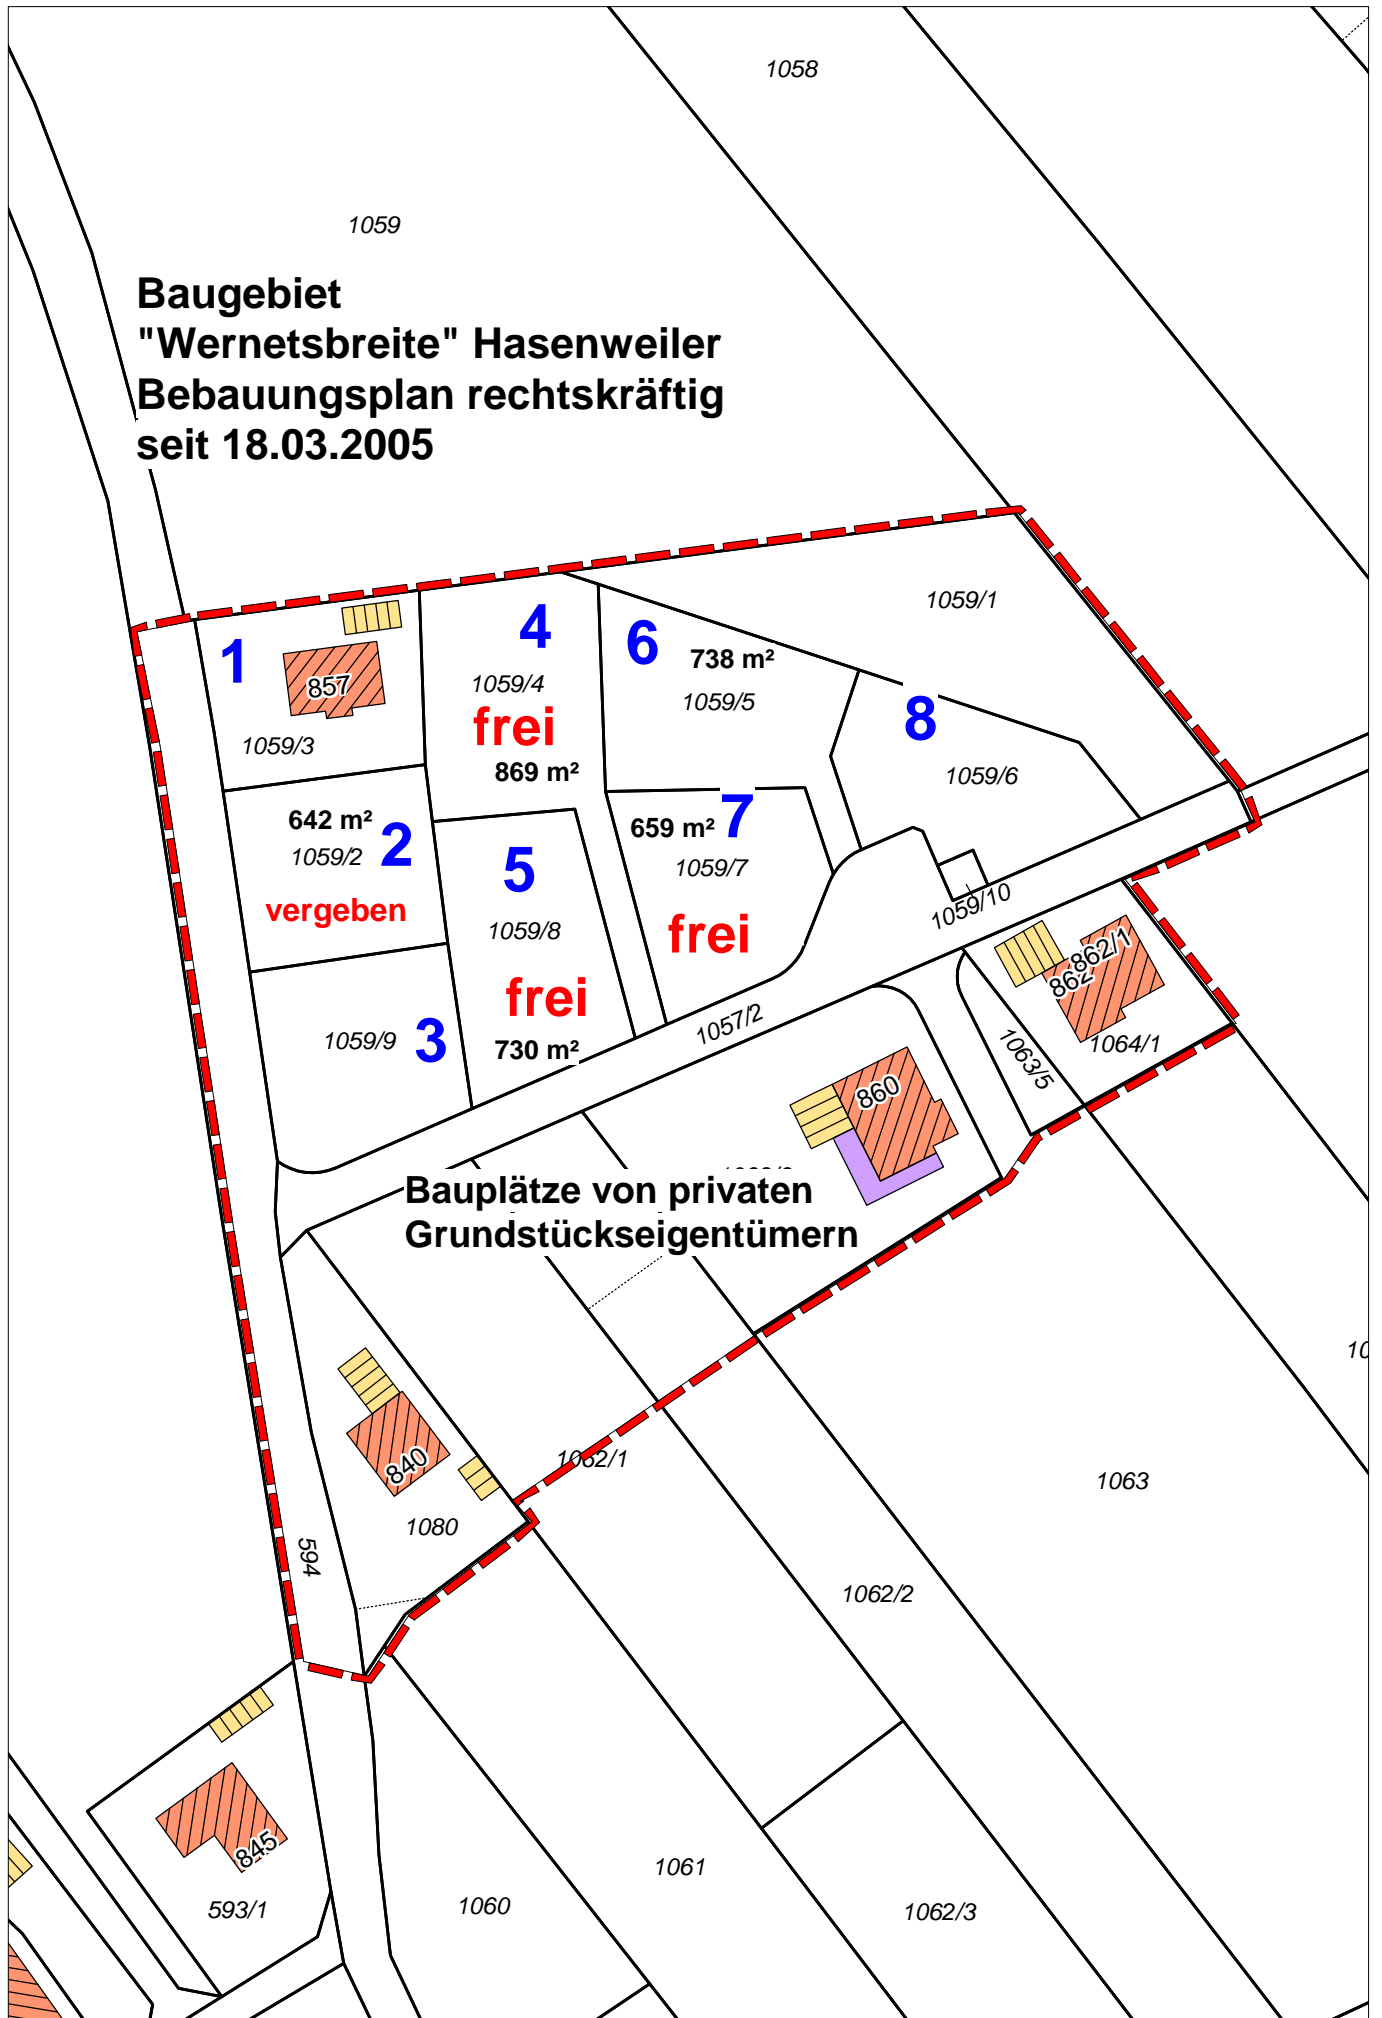 1058
1059
Baugebiet
"Wernetsbreite" Hasenweiler
Bebauungsplan rechtskräftig
seit 18.03.2005
1059/1
1
857
1059/3
4
1059/4
frei
869 m²
6
738 m²
1059/5
8
1059/6
642 m²
2
1059/2
vergeben
5
1059/8
frei
730 m²
659 m²
7
1059/7
frei
1059/9
3
1059/10
1057/2
862/1
862
1064/1
1063/5
860
Bauplätze von privaten
Grundstückseigentümern
840
1080
1062/1
594
1063
1062/2
845
593/1
1060
1061
1062/3